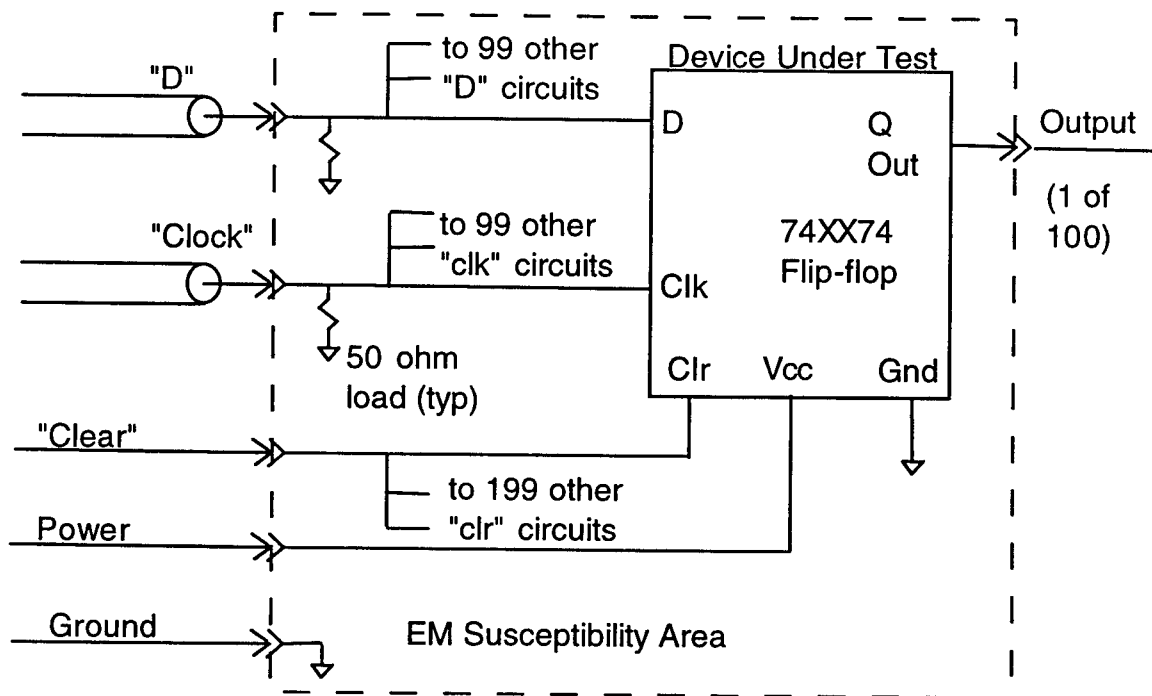 "D"
to 99 other
"D" circuits
Device Under Test
D
Q
Out
Output
(1 of
100)
"Clock"
to 99 other
"clk" circuits
74XX74
Flip-flop
Clk
50 ohm
load (typ)
Clr
Vcc
Gnd
"Clear"
to 199 other
"clr" circuits
Power
Ground
EM Susceptibility Area